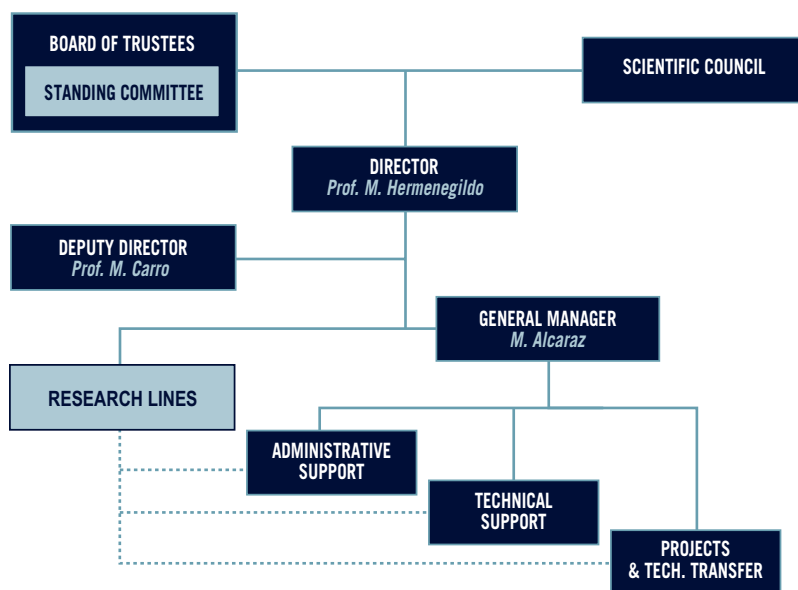 BOARD OF TRUSTEES
STANDING COMMITTEE
SCIENTIFIC COUNCIL
DIRECTOR
Prof. M. Hermenegildo
DEPUTY DIRECTOR
Prof. M. Carro
GENERAL MANAGER
M. Alcaraz
RESEARCH LINES
ADMINISTRATIVE
SUPPORT
TECHNICAL
SUPPORT
PROJECTS
& TECH. TRANSFER